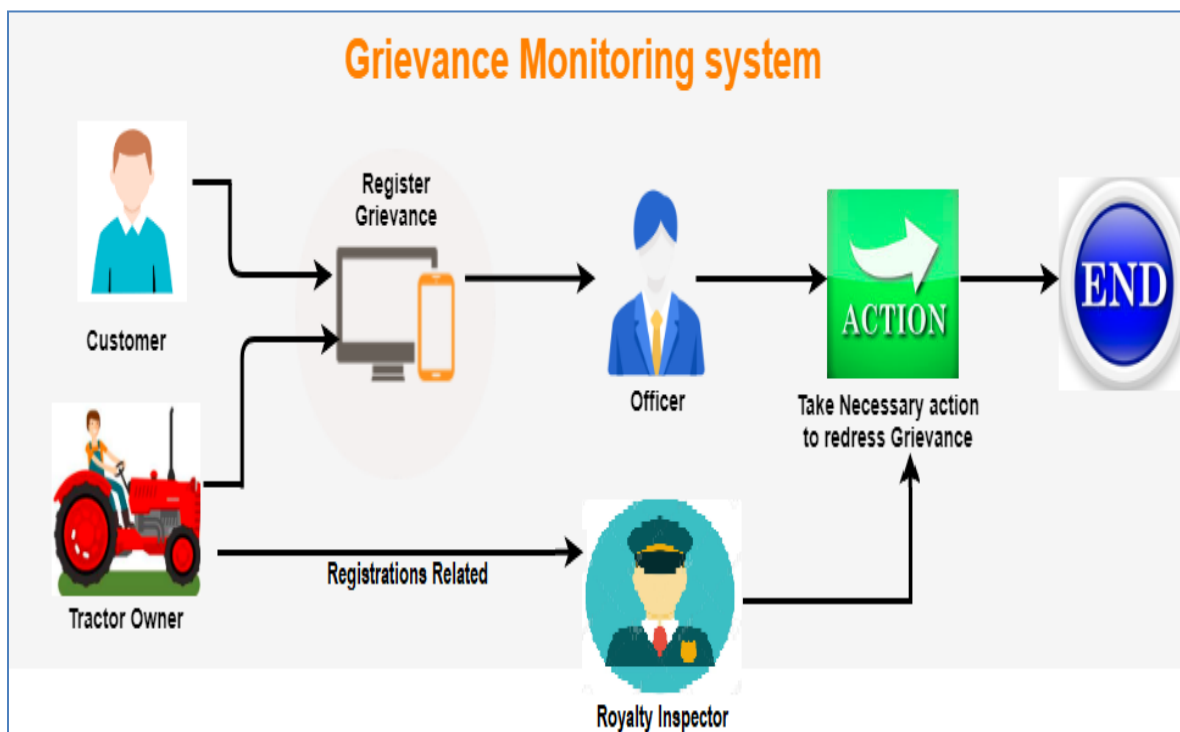 Grievance Monitoring system
Register
Grievance
Customer
Officer
ACTION
Take Necessary action
to redress Grievance
END
Tractor Owner
Registrations Related
Royalty Inspector